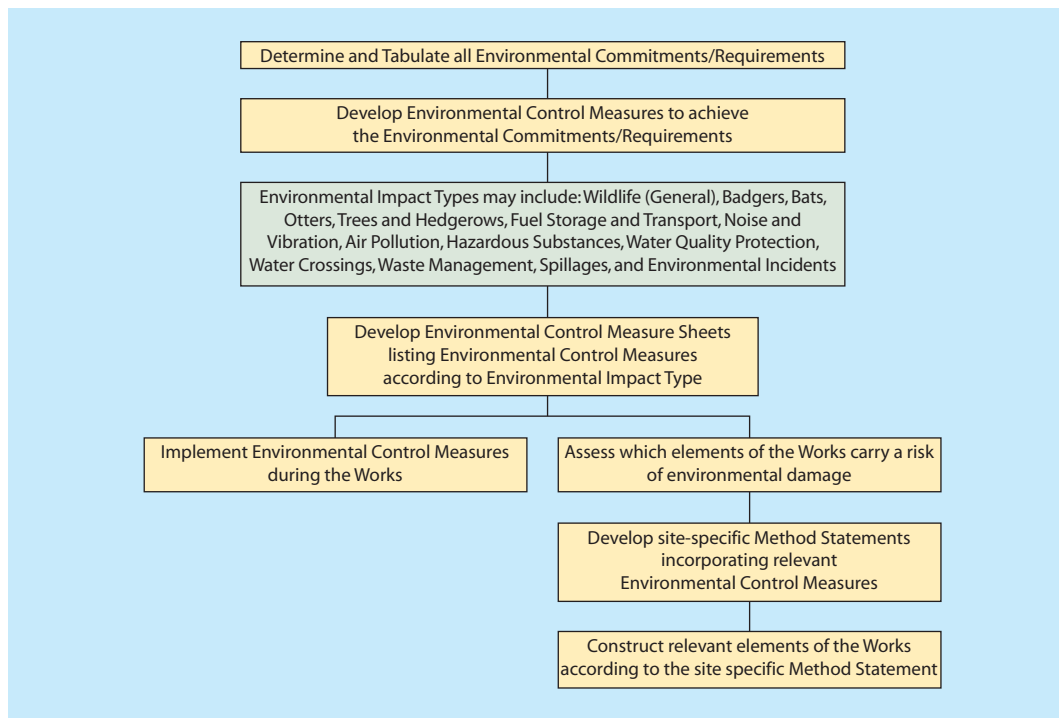 Determine and Tabulate all Environmental Commitments/Requirements
Develop Environmental Control Measures to achieve
the Environmental Commitments/Requirements
Environmental Impact Types may include: Wildlife (General), Badgers, Bats,
Otters, Trees and Hedgerows, Fuel Storage and Transport, Noise and
Vibration, Air Pollution, Hazardous Substances, Water Quality Protection,
Water Crossings, Waste Management, Spillages, and Environmental Incidents
Develop Environmental Control Measure Sheets
listing Environmental Control Measures
according to Environmental Impact Type
Implement Environmental Control Measures
during the Works
Assess which elements of the Works carry a risk
of environmental damage
Develop site-specific Method Statements
incorporating relevant
Environmental Control Measures
Construct relevant elements of the Works
according to the site specific Method Statement